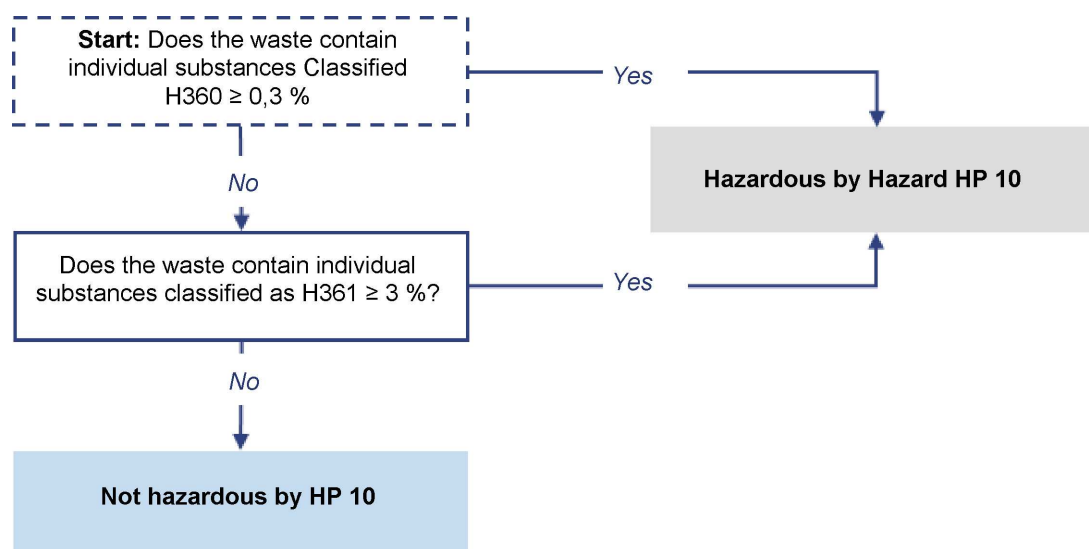 Start: Does the waste contain
individual substances Classified
H360 ≥ 0,3 %
Yes
Hazardous by Hazard HP 10
No
Does the waste contain individual
substances classified as H361 ≥ 3 %?
Yes
No
Not hazardous by HP 10